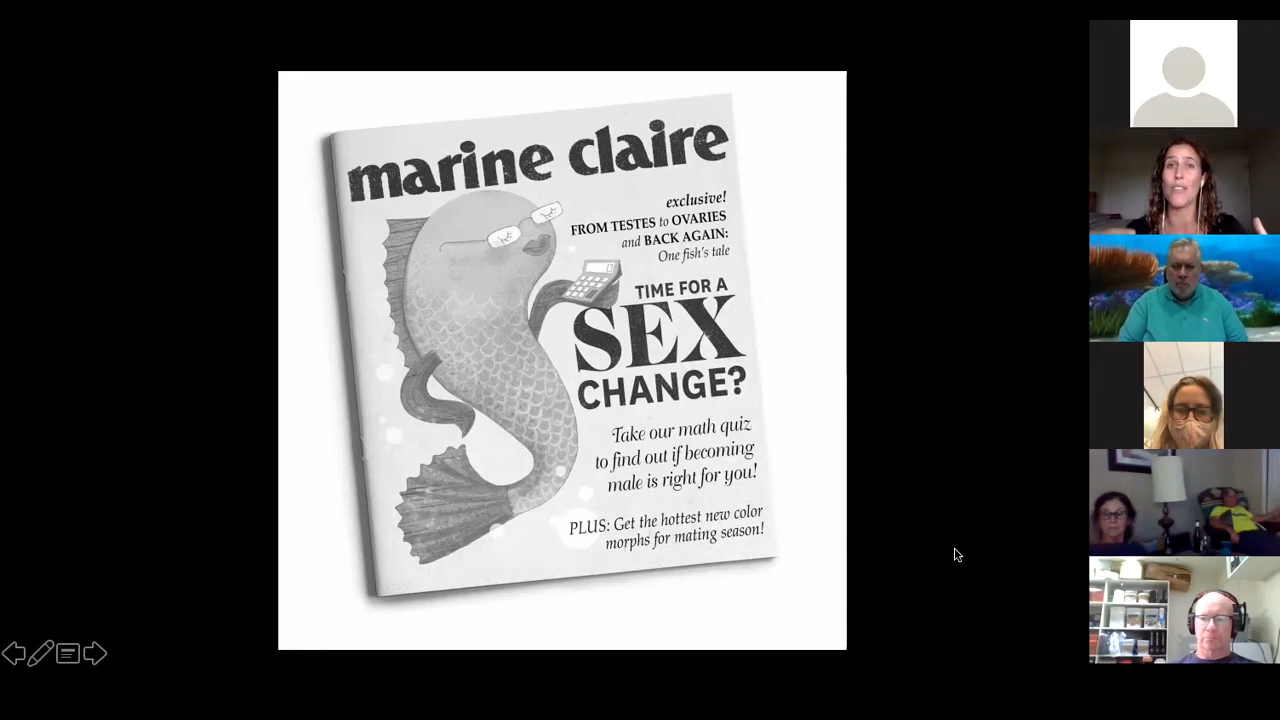 marine claire
exclusive!
FROM TESTES to OVARIES
and BACK AGAIN:
One fish's tale
TIME FOR A
SEX
CHANGE?
Take our math quiz
to find out if becoming
male is right for you!
PLUS: Get the hottest new color
morphs for mating season!